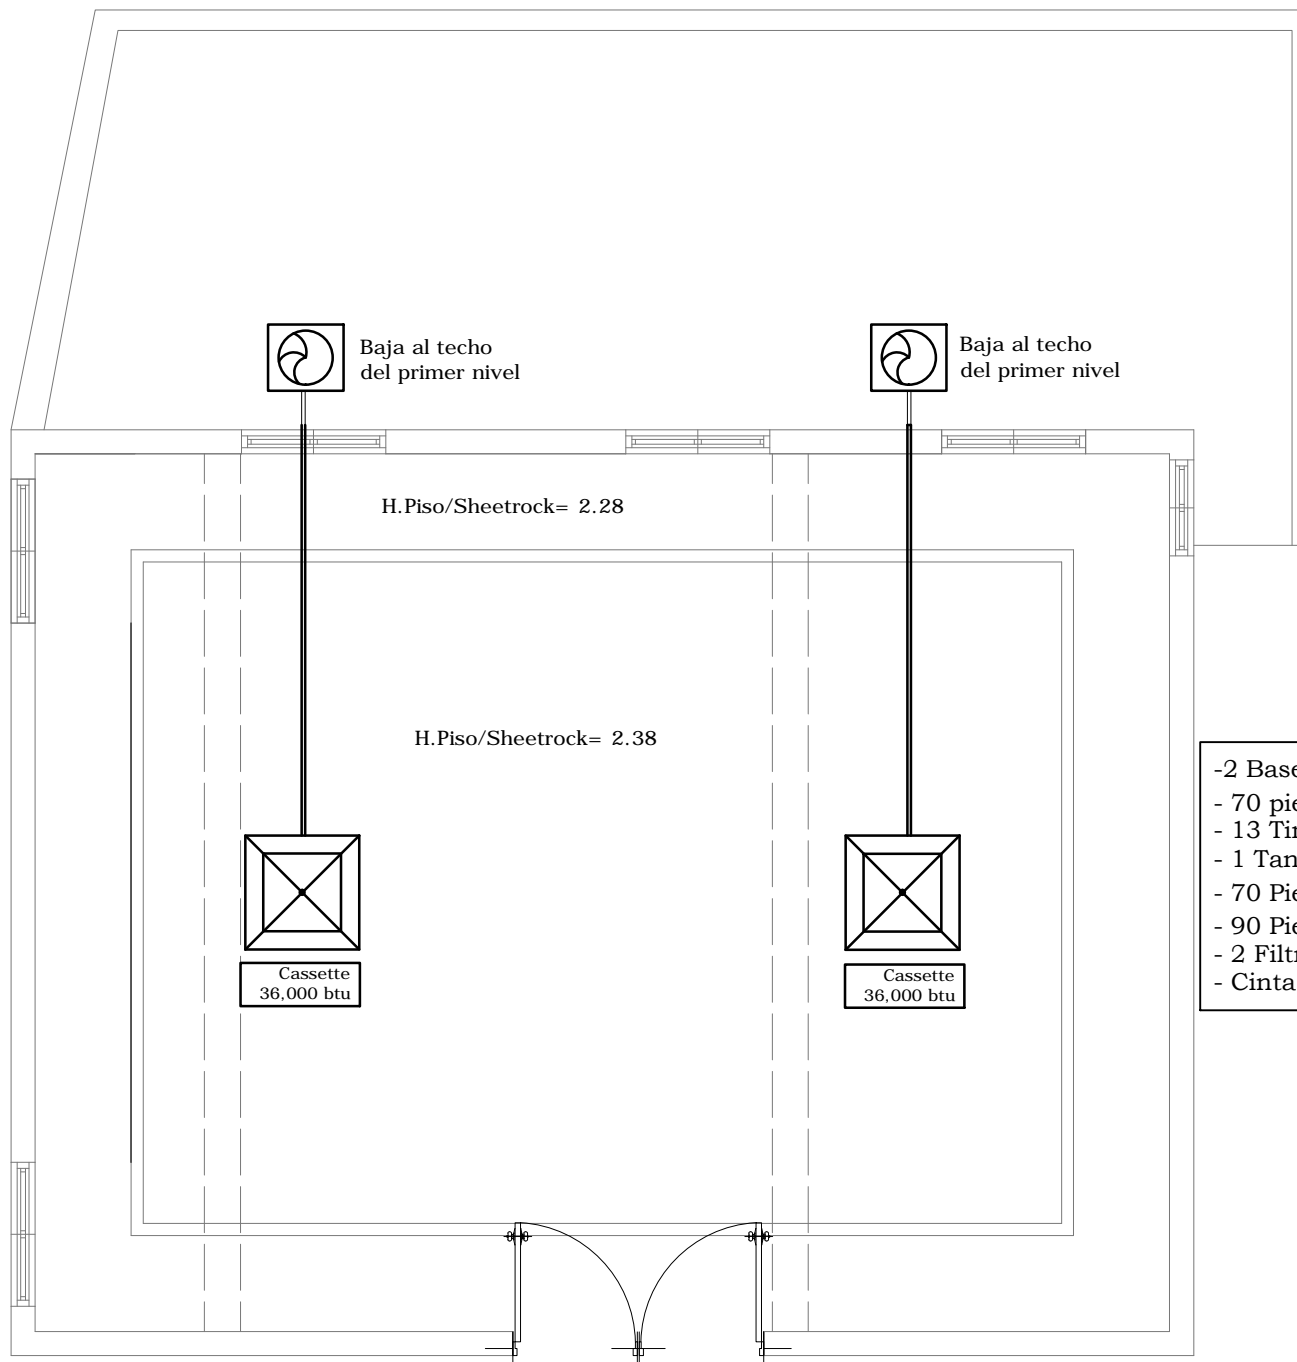 Baja al techo
del primer nivel
Baja al techo
del primer nivel
H.Piso/Sheetrock= 2.28
H.Piso/Sheetrock= 2.38
Cassette
36,000 btu
Cassette
36,000 btu
-2
- 70
- 13
- 1
- 70
- 90
- 2
- Cinta